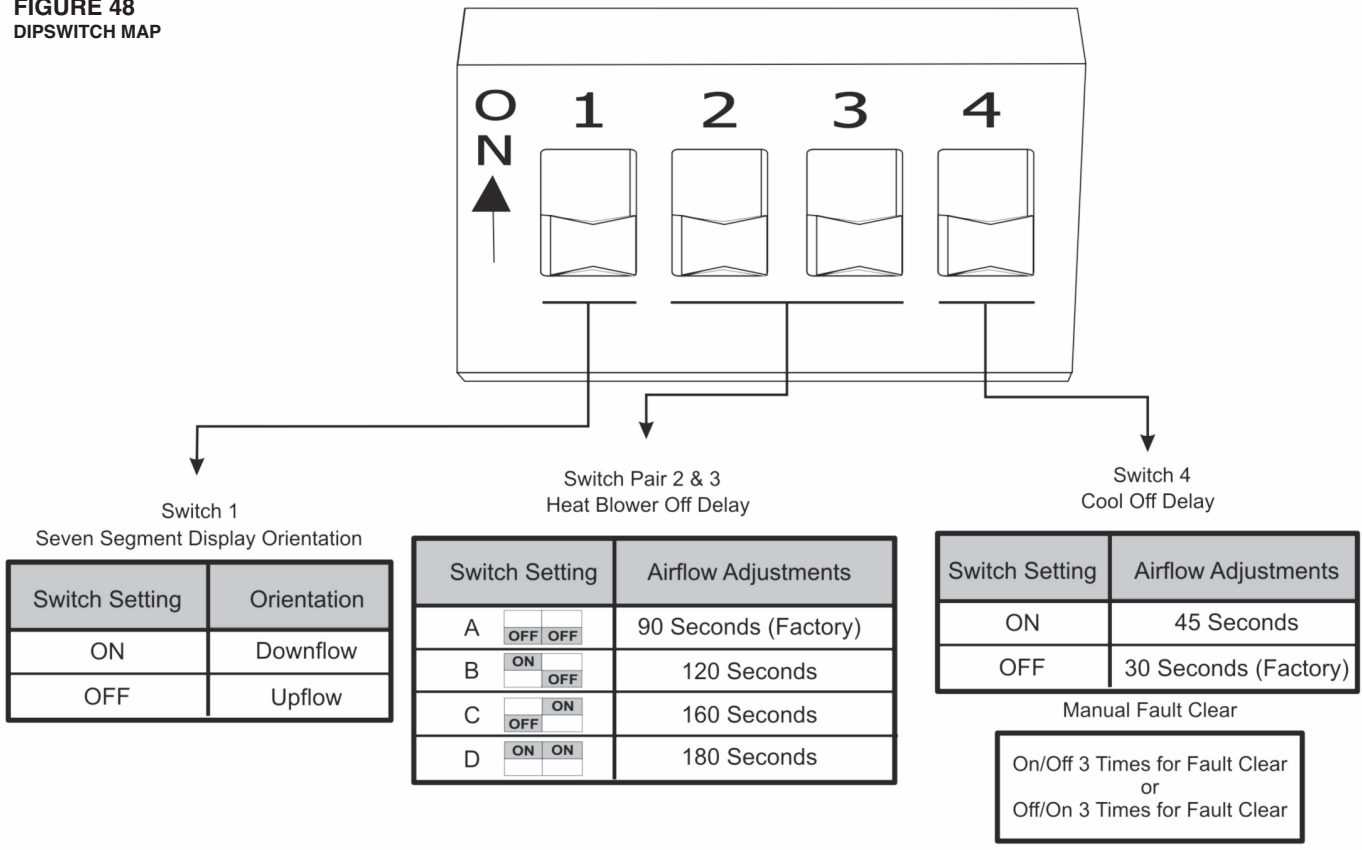 FIGURE 48
DIPSWITCH MAP
ON
1 2 3 4
Switch 1
Seven Segment Display Orientation
Switch Setting Orientation
ON Downflow
OFF Upflow
Switch Pair 2 & 3
Heat Blower Off Delay
Switch Setting Airflow Adjustments
A OFF OFF 90 Seconds (Factory)
B ON OFF 120 Seconds
C OFF ON 160 Seconds
D ON ON 180 Seconds
Switch 4
Cool Off Delay
Switch Setting Airflow Adjustments
ON 45 Seconds
OFF 30 Seconds (Factory)
Manual Fault Clear
On/Off 3 Times for Fault Clear
or
Off/On 3 Times for Fault Clear